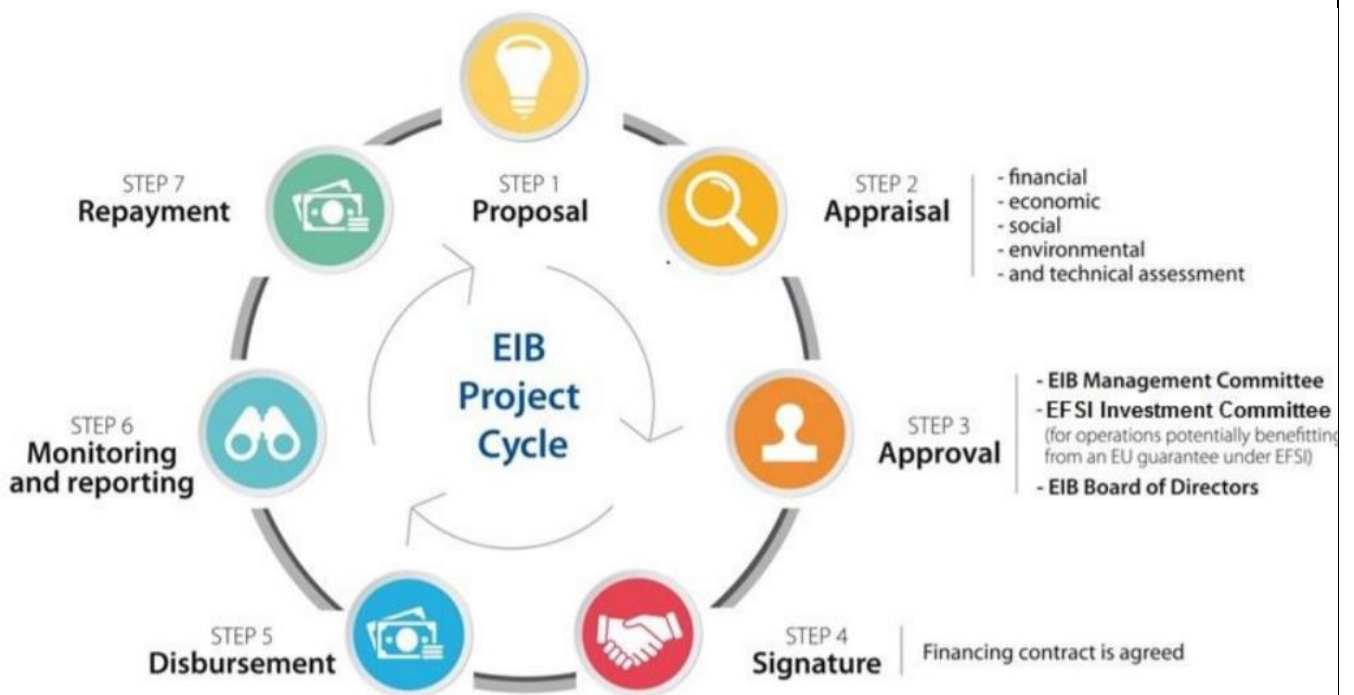 STEP 1
Proposal
STEP 2
Appraisal
- financial
- economic
- social
- environmental
- and technical assessment
STEP 3
Approval
- EIB Management Committee
- EFSI Investment Committee
(for operations potentially benefitting
from an EU guarantee under EFSI)
- EIB Board of Directors
STEP 4
Signature
Financing contract is agreed
STEP 5
Disbursement
STEP 6
Monitoring
and reporting
STEP 7
Repayment
EIB
Project
Cycle